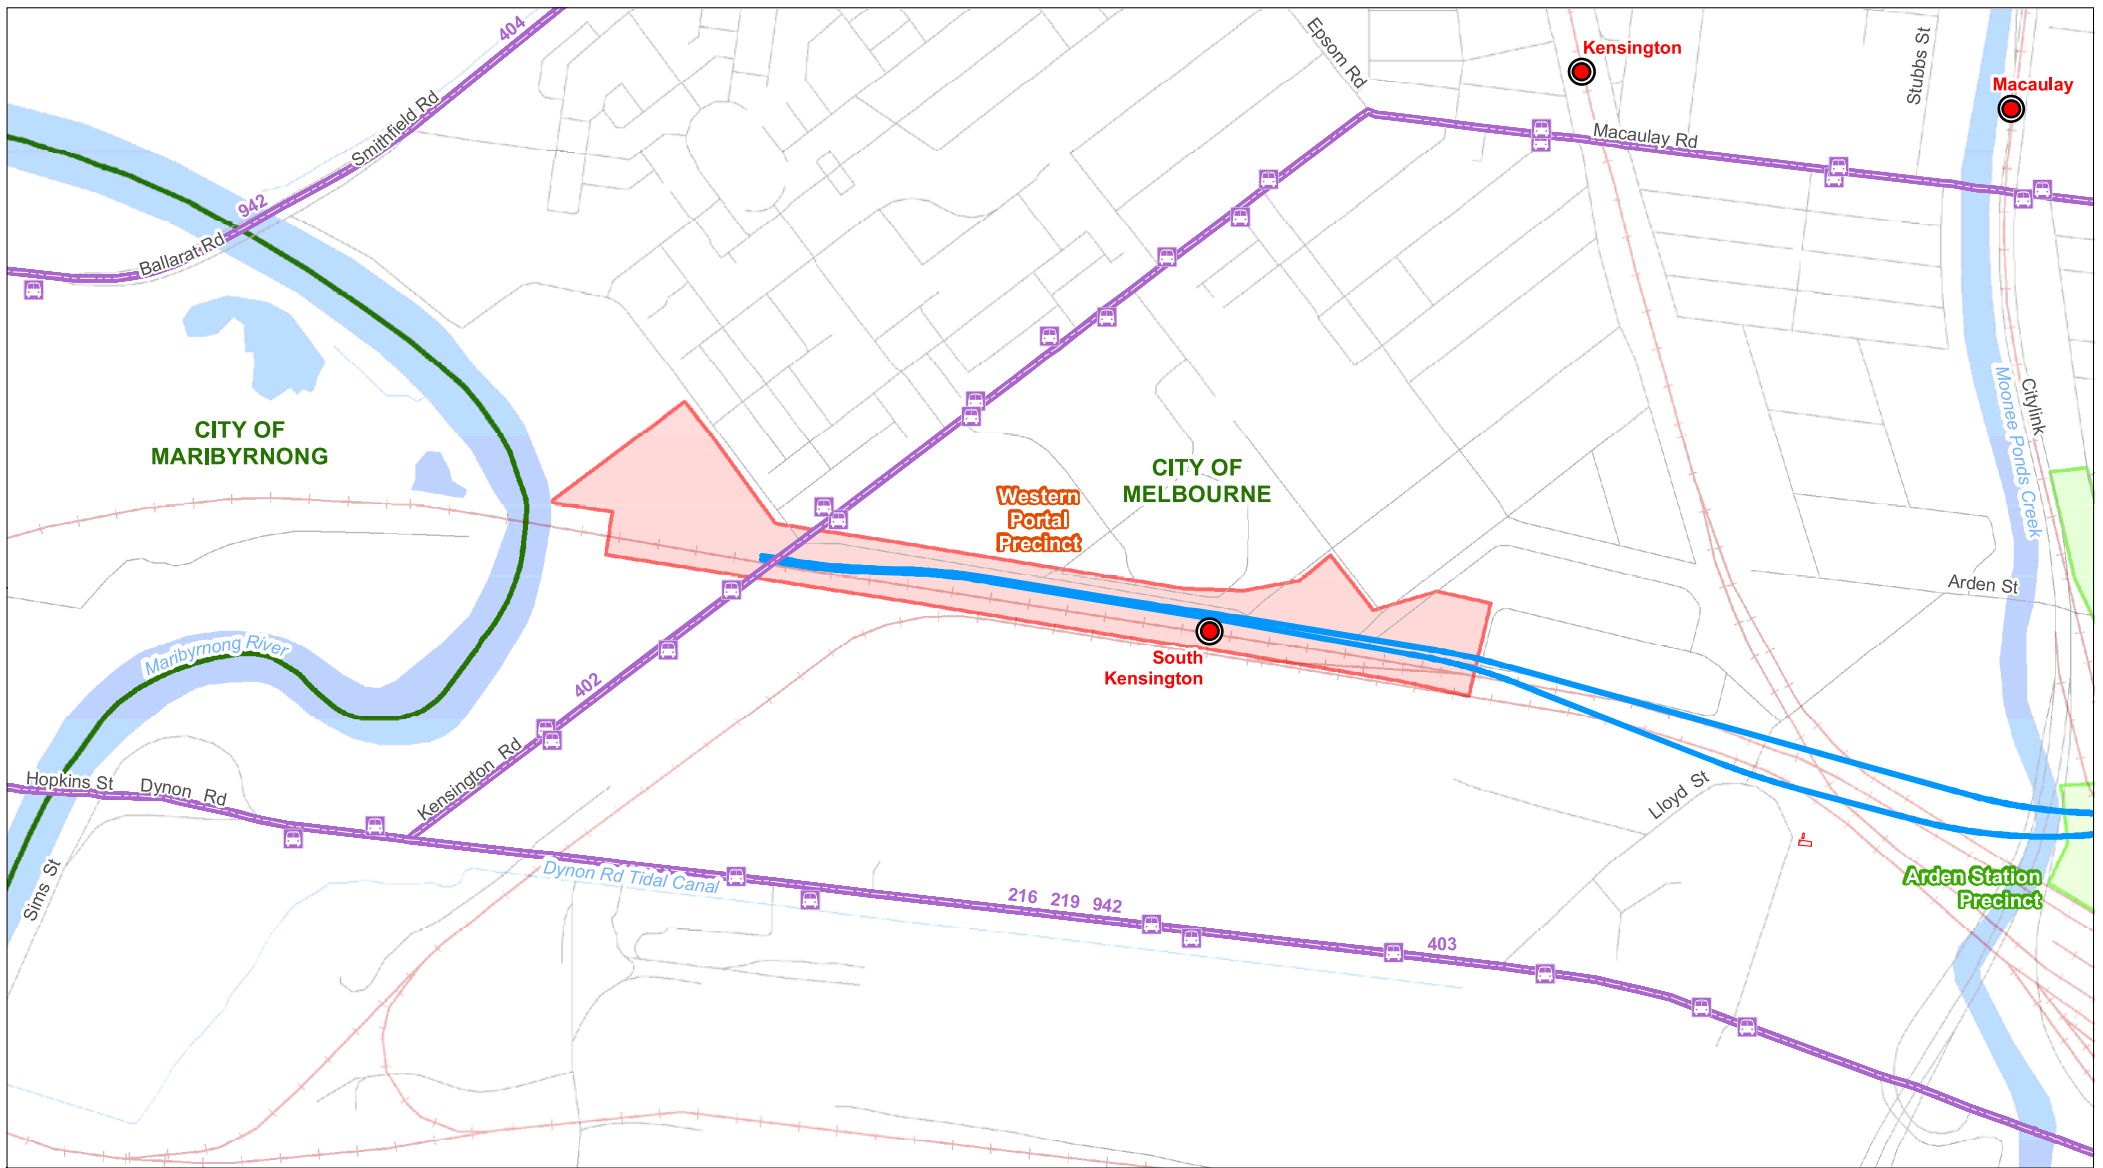 404
Epsom Rd
Kensington
Stubbs St
Macaulay
Smithfield Rd
Macaulay Rd
942
Ballarat Rd
CITY OF
MARIBYRNONG
CITY OF
MELBOURNE
Western
Portal
Precinct
Moonee Ponds Creek
Citylink
Arden St
Maribyrnong River
South
Kensington
402
Kensington Rd
Hopkins St
Dynon Rd
Lloyd St
Sims St
Dynon Rd Tidal Canal
216 219 942
403
Arden Station
Precinct